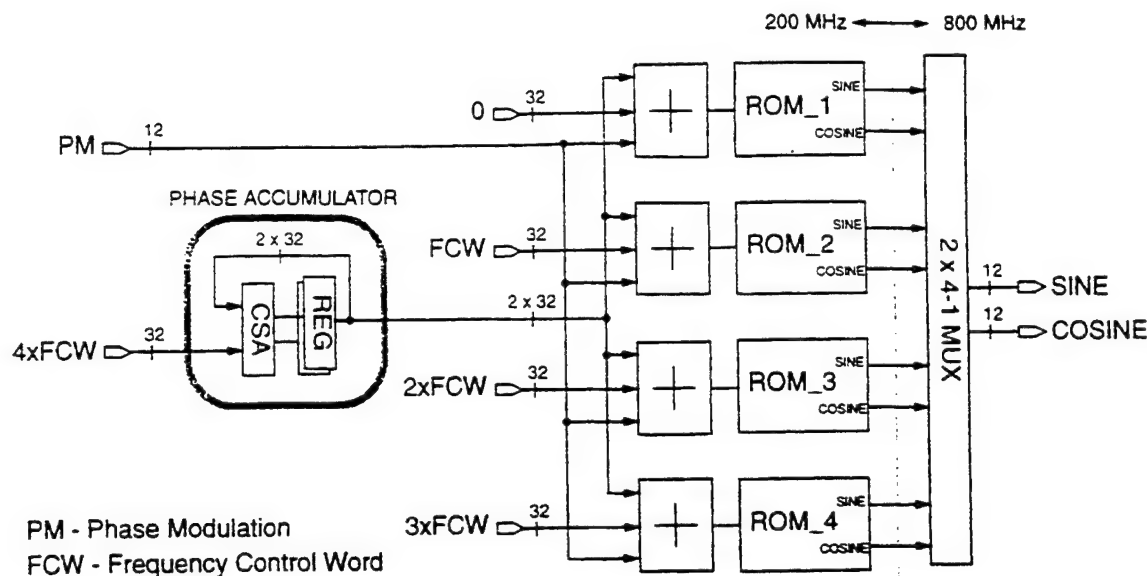 200 MHz 800 MHz
0 32 + ROM_1 SINE COSINE
PM 12
PHASE ACCUMULATOR
2 x 32
CSA REG
4xFCW 32
2 x 32
FCW 32 + ROM_2 SINE COSINE
2xFCW 32 + ROM_3 SINE COSINE
3xFCW 32 + ROM_4 SINE COSINE
2 x 4-1 MUX
12 SINE
12 COSINE
PM - Phase Modulation
FCW - Frequency Control Word